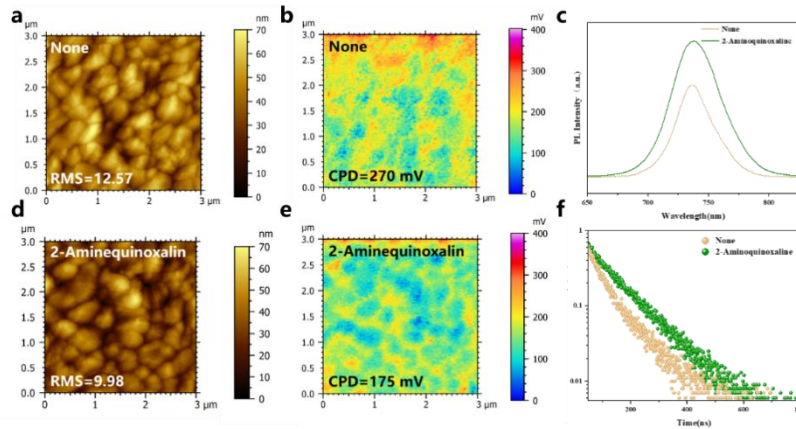 a
μm
3.0
2.5
2.0
1.5
1.0
0.5
0.0
None
RMS=12.57
0
1
2
3 μm
nm
70
60
50
40
30
20
10
0
b
μm
3.0
2.5
2.0
1.5
1.0
0.5
0.0
None
CPD=270 mV
0
1
2
3 μm
mV
400
300
200
100
0
c
None
2-Aminoquinoxaline
PL Intensity (a.u.)
650
700
750
800
Wavelength(nm)
d
μm
3.0
2.5
2.0
1.5
1.0
0.5
0.0
2-Aminequinoxalin
RMS=9.98
0
1
2
3 μm
nm
70
60
50
40
30
20
10
0
e
μm
3.0
2.5
2.0
1.5
1.0
0.5
0.0
2-Aminequinoxalin
CPD=175 mV
0
1
2
3 μm
mV
400
300
200
100
0
f
None
2-Aminoquinoxaline
1
0.1
0.01
200
400
600
Time(ns)